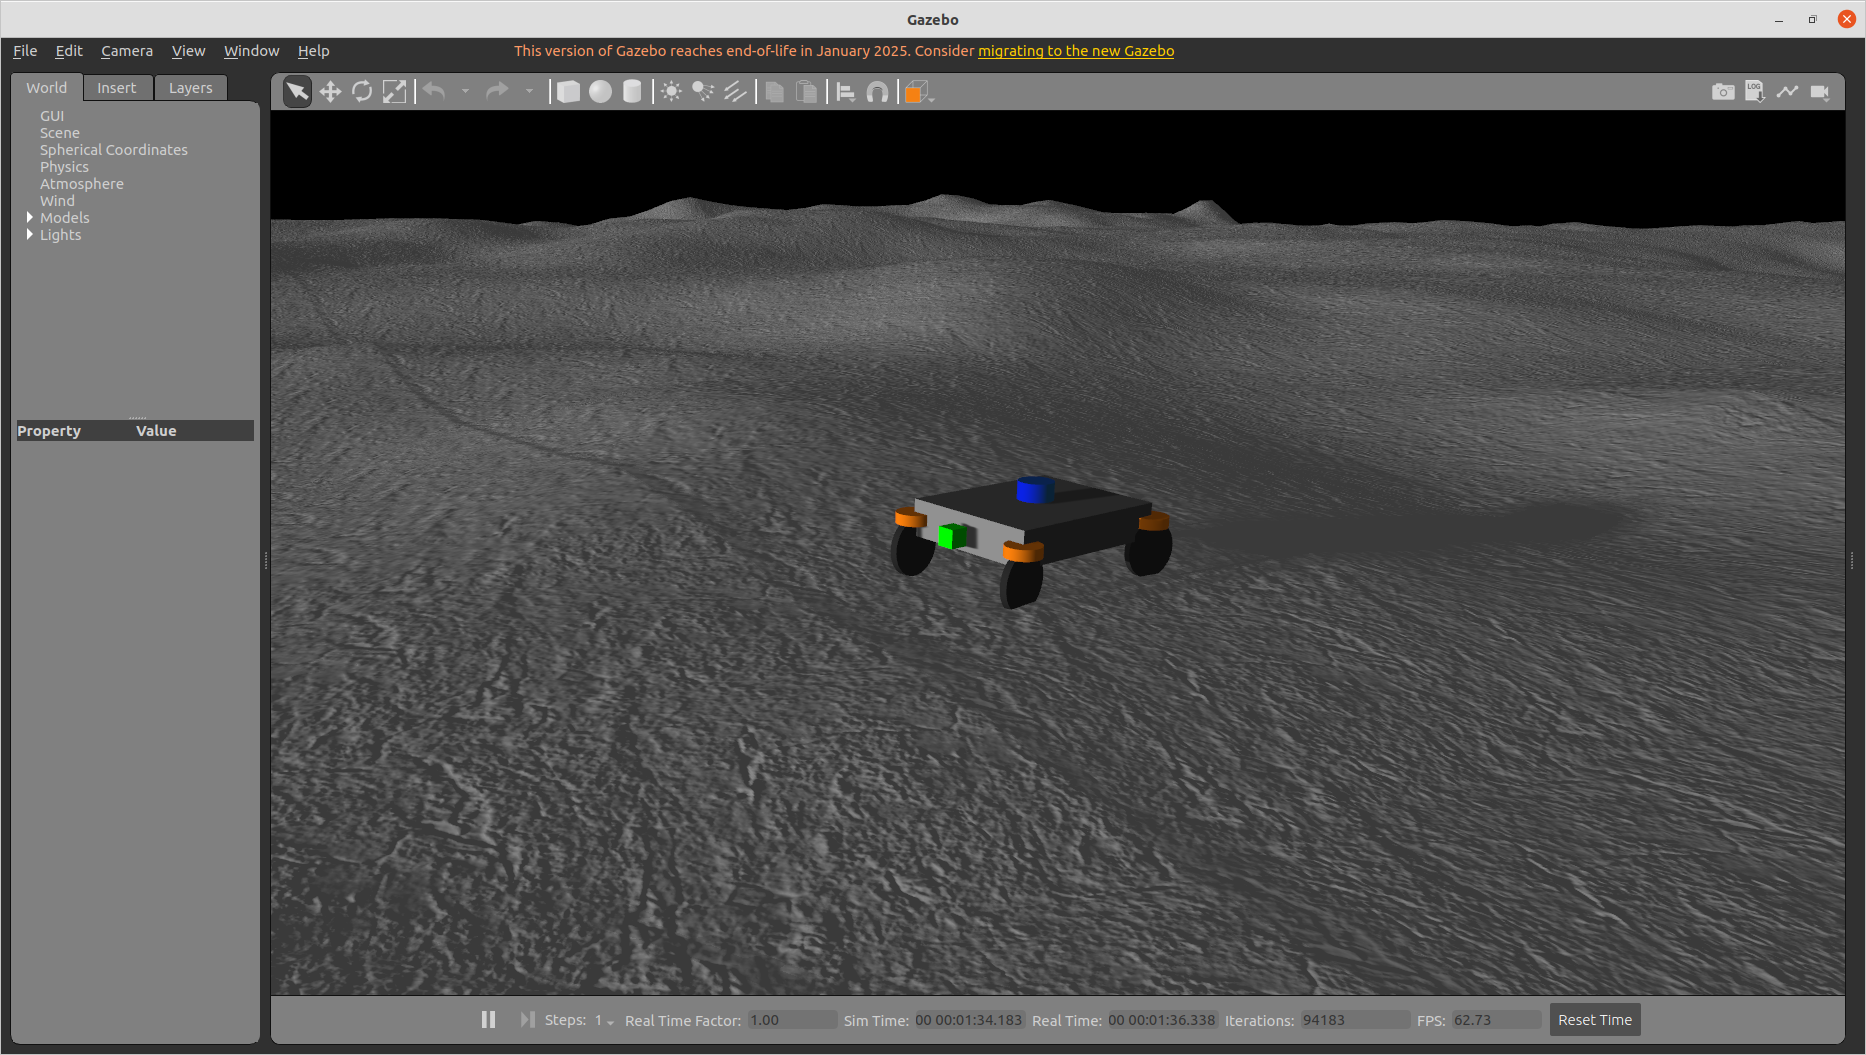 Gazebo
File Edit Camera View Window Help
This version of Gazebo reaches end-of-life in January 2025. Consider migrating to the new Gazebo
World Insert Layers
LOG
GUI
Scene
Spherical Coordinates
Physics
Atmosphere
Wind
Models
Lights
Property Value
Steps: 1 Real Time Factor: 1.00 Sim Time: 00 00:01:34.183 Real Time: 00 00:01:36.338 Iterations: 94183 FPS: 62.73 Reset Time